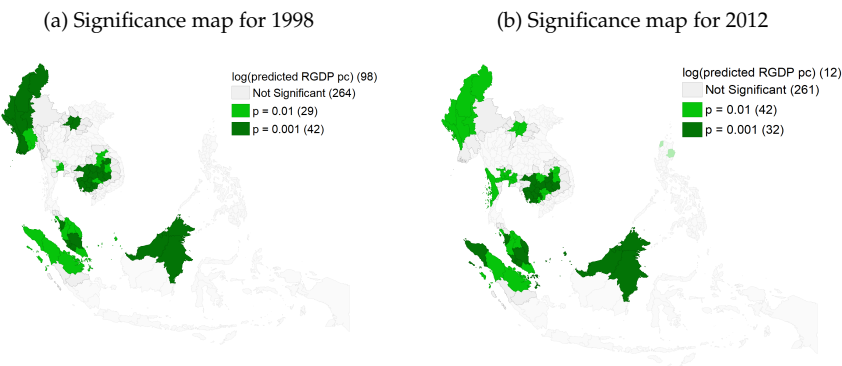 (a) Significance map for 1998
log(predicted RGDP pc) (98)
Not Significant (264)
p = 0.01 (29)
p = 0.001 (42)
(b) Significance map for 2012
log(predicted RGDP pc) (12)
Not Significant (261)
p = 0.01 (42)
p = 0.001 (32)